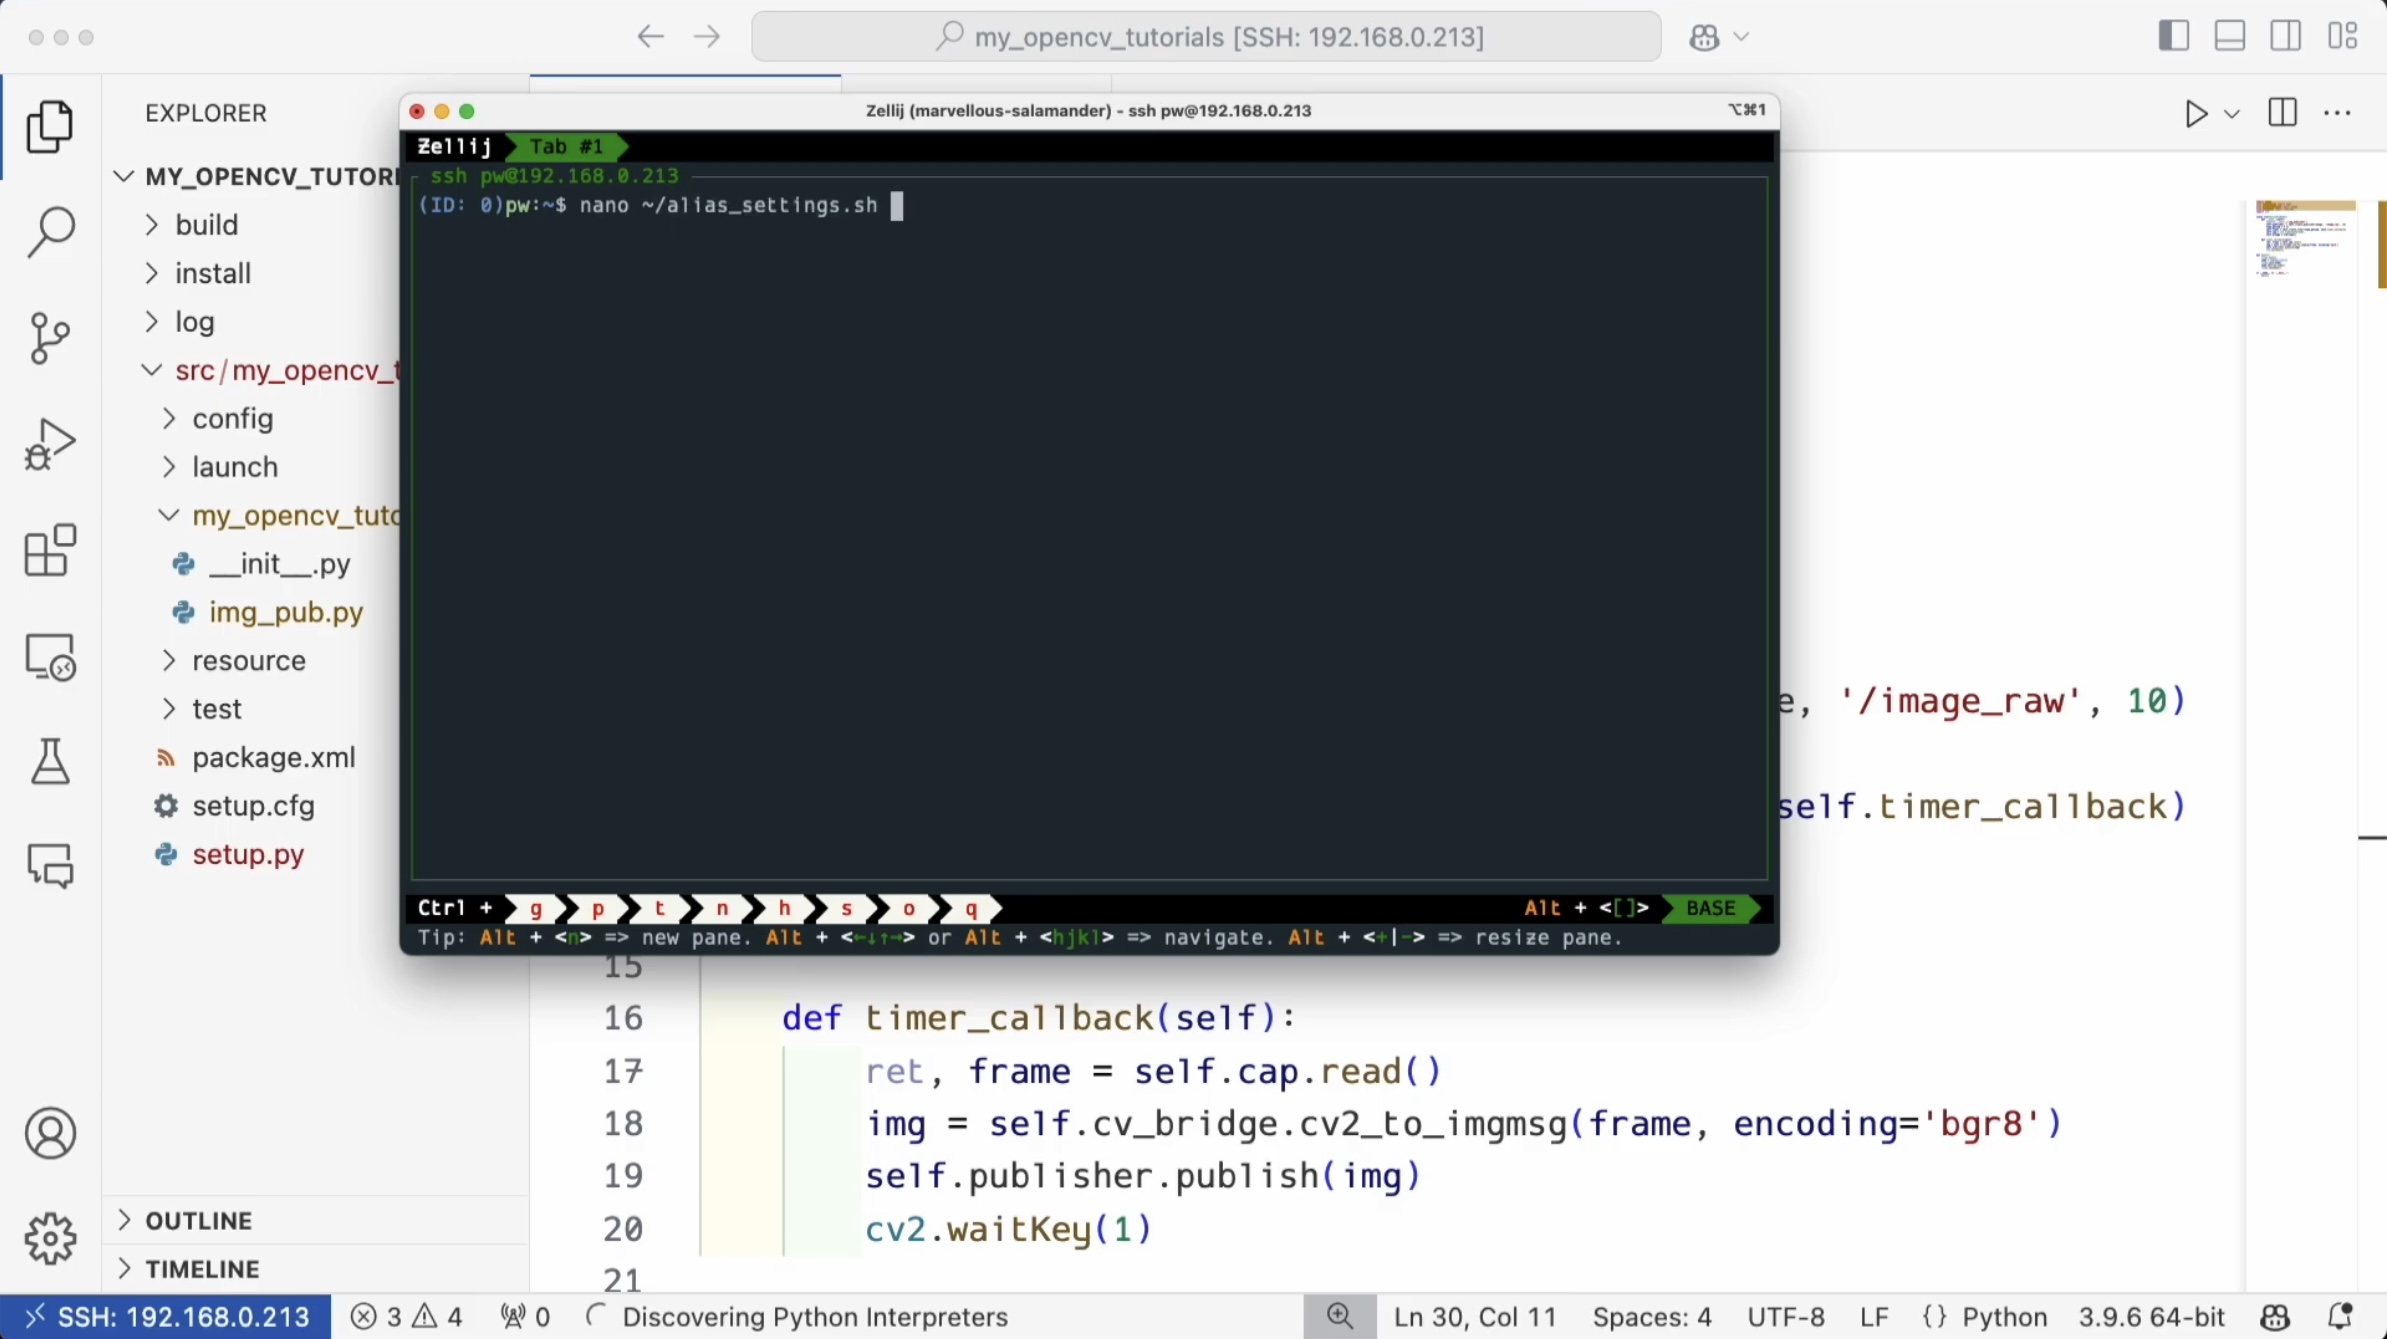 my_opencv_tutorials [SSH: 192.168.0.213]
EXPLORER
MY_OPENCV_TUTORI
build
install
log
src/my_opencv_t
config
launch
my_opencv_tuto
__init__.py
img_pub.py
resource
test
package.xml
setup.cfg
setup.py
OUTLINE
TIMELINE
Zellij (marvellous-salamander) - ssh pw@192.168.0.213
⌥⌘1
Zellij Tab #1
ssh pw@192.168.0.213
(ID: 0)pw:~$ nano ~/alias_settings.sh
Ctrl + g p t n h s o q Alt + <[]> BASE
Tip: Alt + <n> => new pane. Alt + <←↓↑→> or Alt + <hjkl> => navigate. Alt + <+|-> => resize pane.
e, '/image_raw', 10)
self.timer_callback)
15
16 def timer_callback(self):
17 ret, frame = self.cap.read()
18 img = self.cv_bridge.cv2_to_imgmsg(frame, encoding='bgr8')
19 self.publisher.publish(img)
20 cv2.waitKey(1)
21
SSH: 192.168.0.213 3 4 0 Discovering Python Interpreters Ln 30, Col 11 Spaces: 4 UTF-8 LF {} Python 3.9.6 64-bit